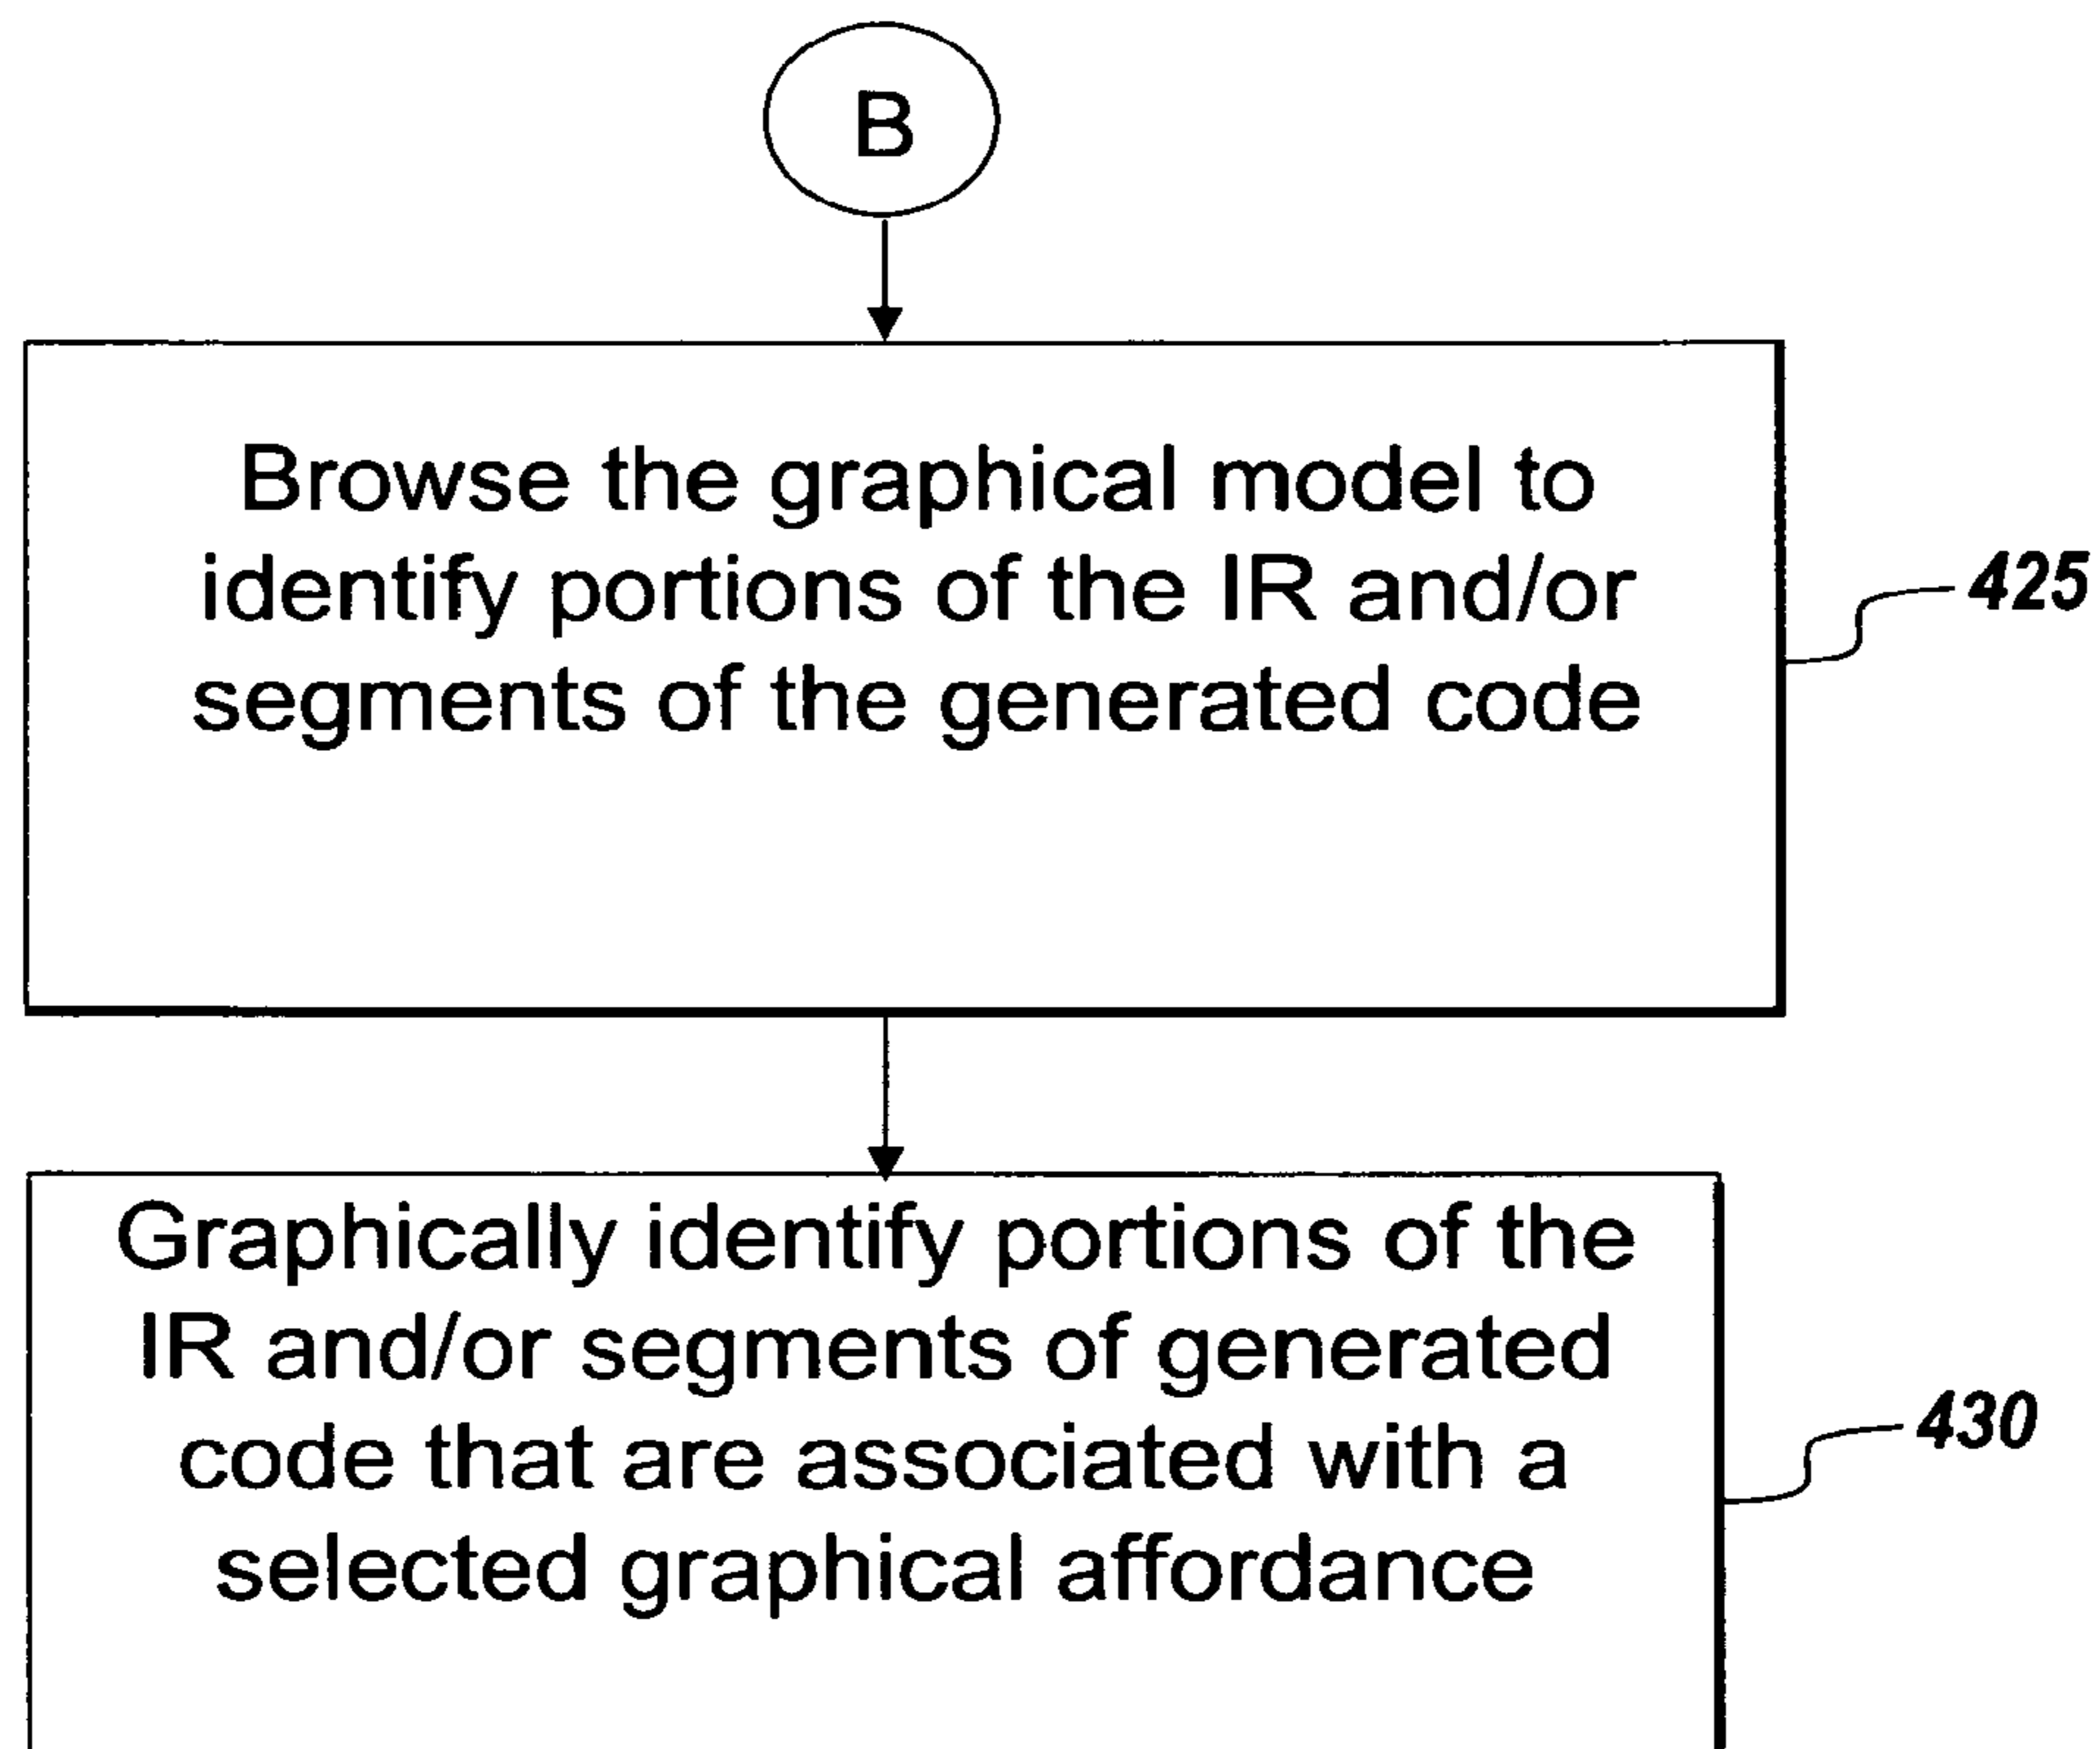 B
Browse the graphical model to
identify portions of the IR and/or
segments of the generated code
425
Graphically identify portions of the
IR and/or segments of generated
code that are associated with a
selected graphical affordance
430